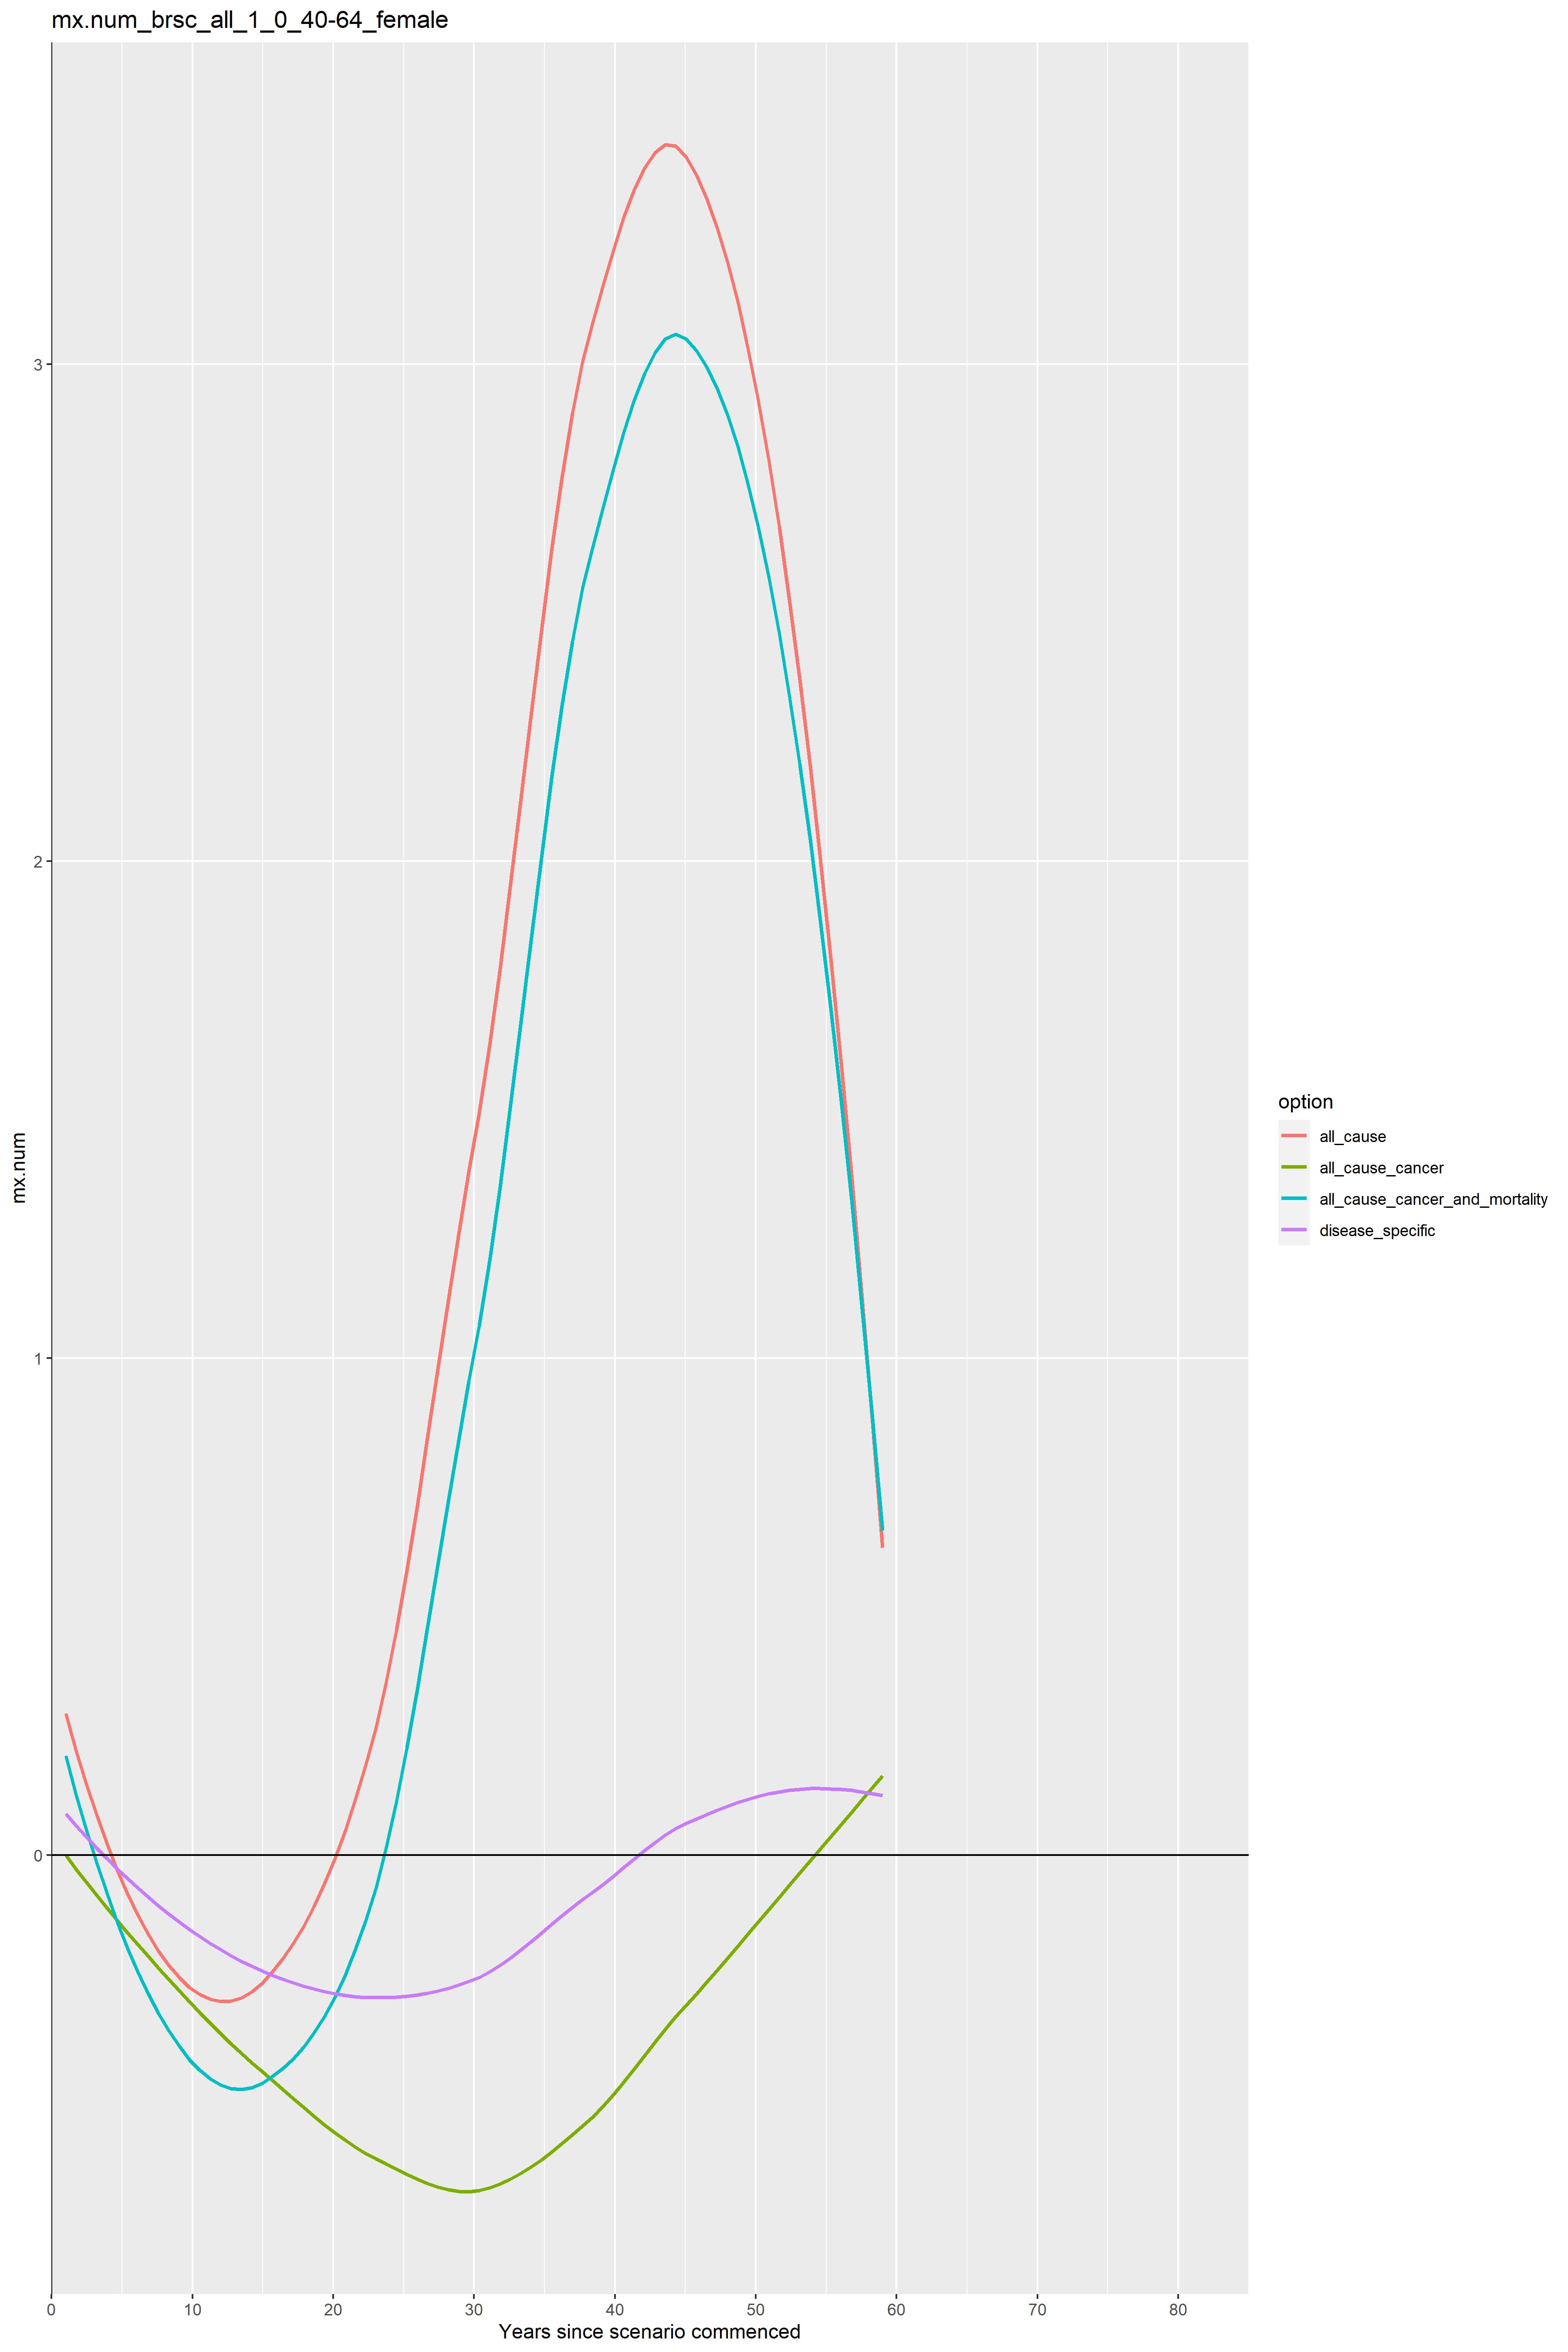 mx.num_brsc_all_1_0_40-64_female
3
2
1
0
mx.num
0 10 20 30 40 50 60 70 80
Years since scenario commenced
option
all_cause
all_cause_cancer
all_cause_cancer_and_mortality
disease_specific